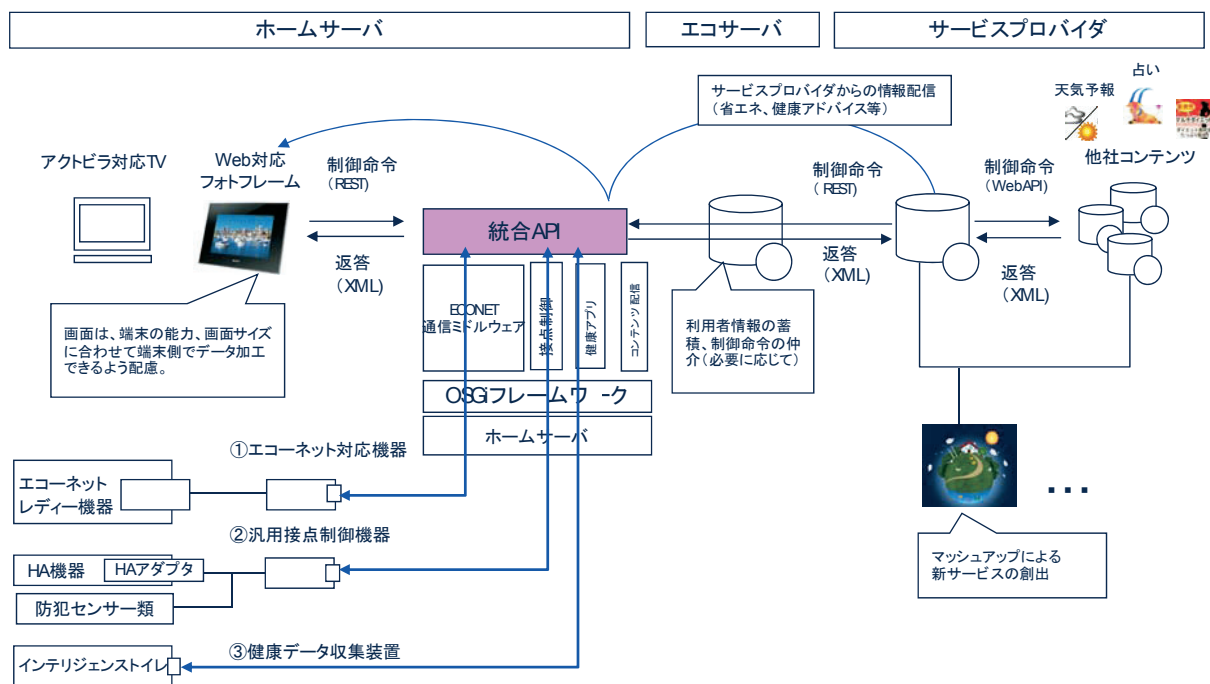 ホームサーバ
エコサーバ
サービスプロバイダ
サービスプロバイダからの情報配信
（省エネ、健康アドバイス等）
天気予報
占い
アクトビラ対応TV
Web対応
フォトフレーム
制御命令
（REST）
制御命令
（REST）
制御命令
（WebAPI）
他社コンテンツ
統合API
返答
（XML）
返答
（XML）
返答
（XML）
ECONET
通信ミドルウェア
接点制御
健康アプリ
コンテンツ配信
画面は、端末の能力、画面サイズ
に合わせて端末側でデータ加工
できるよう配慮。
利用者情報の蓄
積、制御命令の仲
介（必要に応じて）
OSGiフレームワーク
ホームサーバ
①エコーネット対応機器
エコーネット
レディー機器
②汎用接点制御機器
HA機器
HAアダプタ
防犯センサー類
③健康データ収集装置
インテリジェンストイレ
・・・
マッシュアップによる
新サービスの創出